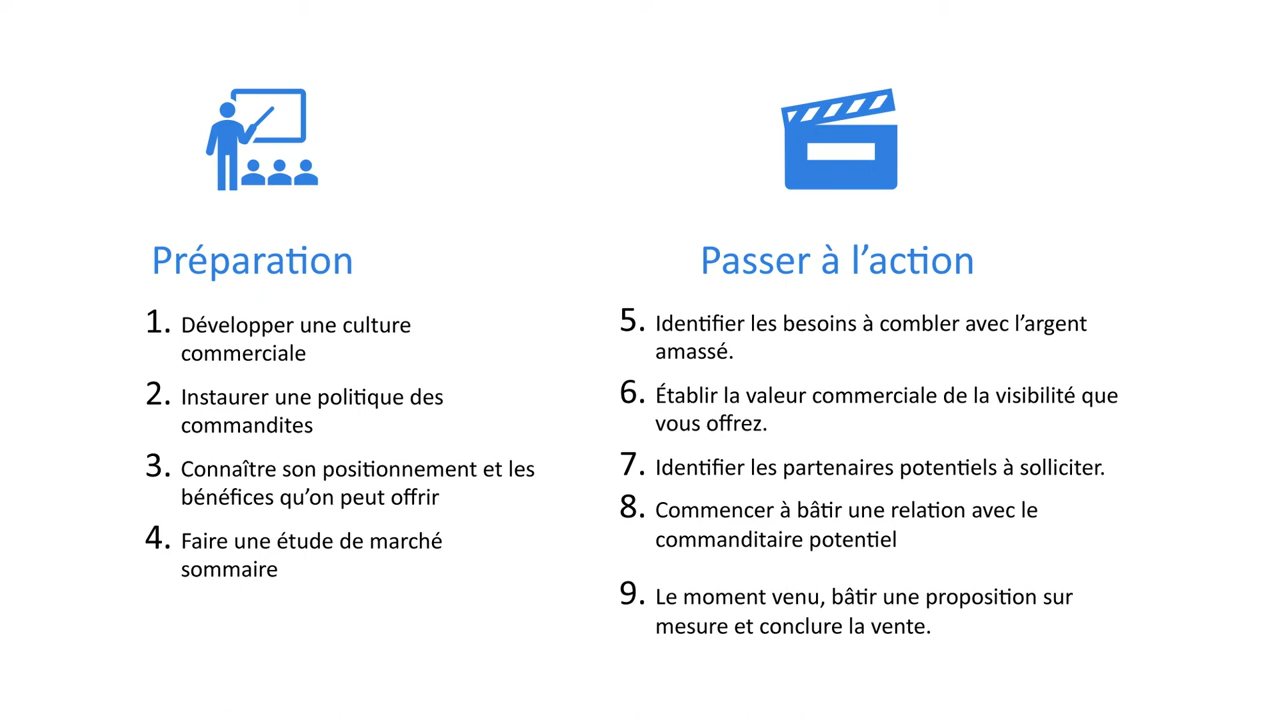 Préparation
1. Développer une culture
commerciale
2. Instaurer une politique des
commandites
3. Connaître son positionnement et les
bénéfices qu’on peut offrir
4. Faire une étude de marché
sommaire
Passer à l’action
5. Identifier les besoins à combler avec l’argent
amassé.
6. Établir la valeur commerciale de la visibilité que
vous offrez.
7. Identifier les partenaires potentiels à solliciter.
8. Commencer à bâtir une relation avec le
commanditaire potentiel
9. Le moment venu, bâtir une proposition sur
mesure et conclure la vente.